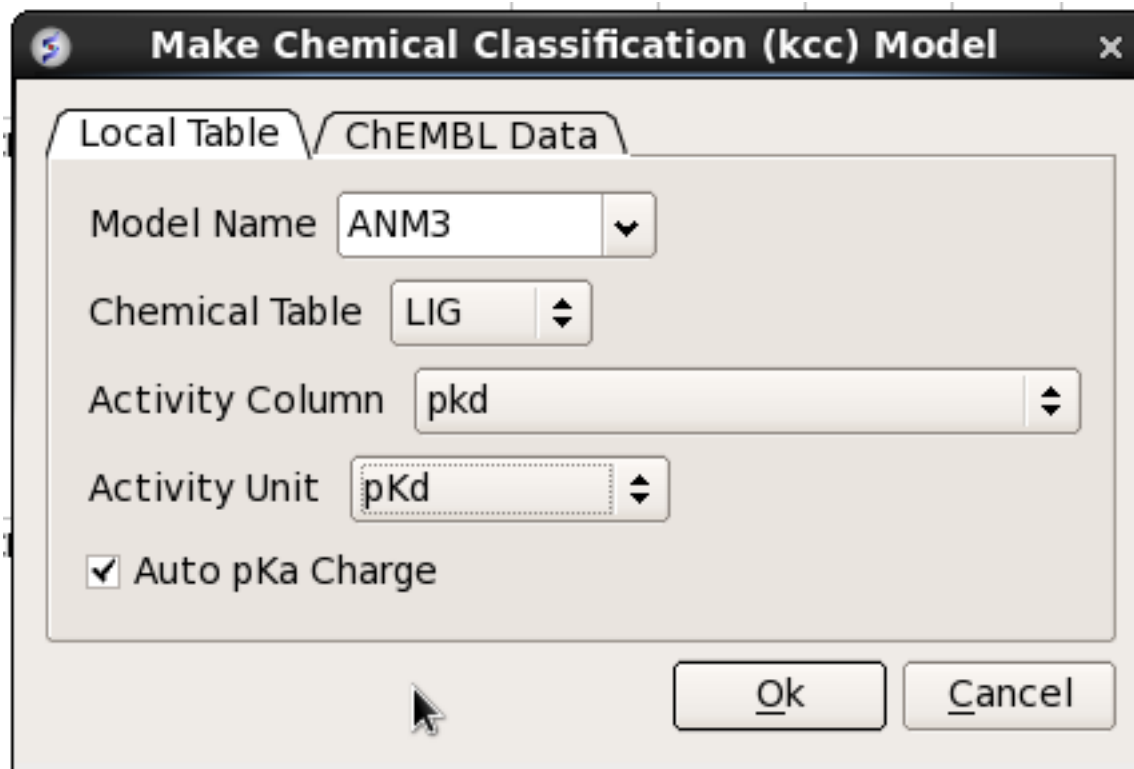 Make Chemical Classification (kcc) Model
Local Table
ChEMBL Data
Model Name ANM3
Chemical Table LIG
Activity Column pkd
Activity Unit pKd
Auto pKa Charge
Ok Cancel